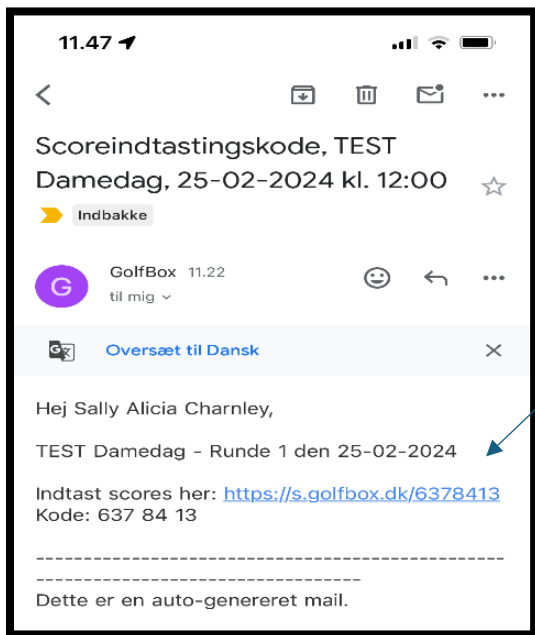 11.47
Scoreindtastingskode, TEST
Damedag, 25-02-2024 kl. 12:00
Indbakke
G
GolfBox 11.22
til mig
Oversæt til Dansk
Hej Sally Alicia Charnley,
TEST Damedag - Runde 1 den 25-02-2024
Indtast scores her: https://s.golfbox.dk/6378413
Kode: 637 84 13
--------------------------------------------------
----------------------------------
Dette er en auto-genereret mail.